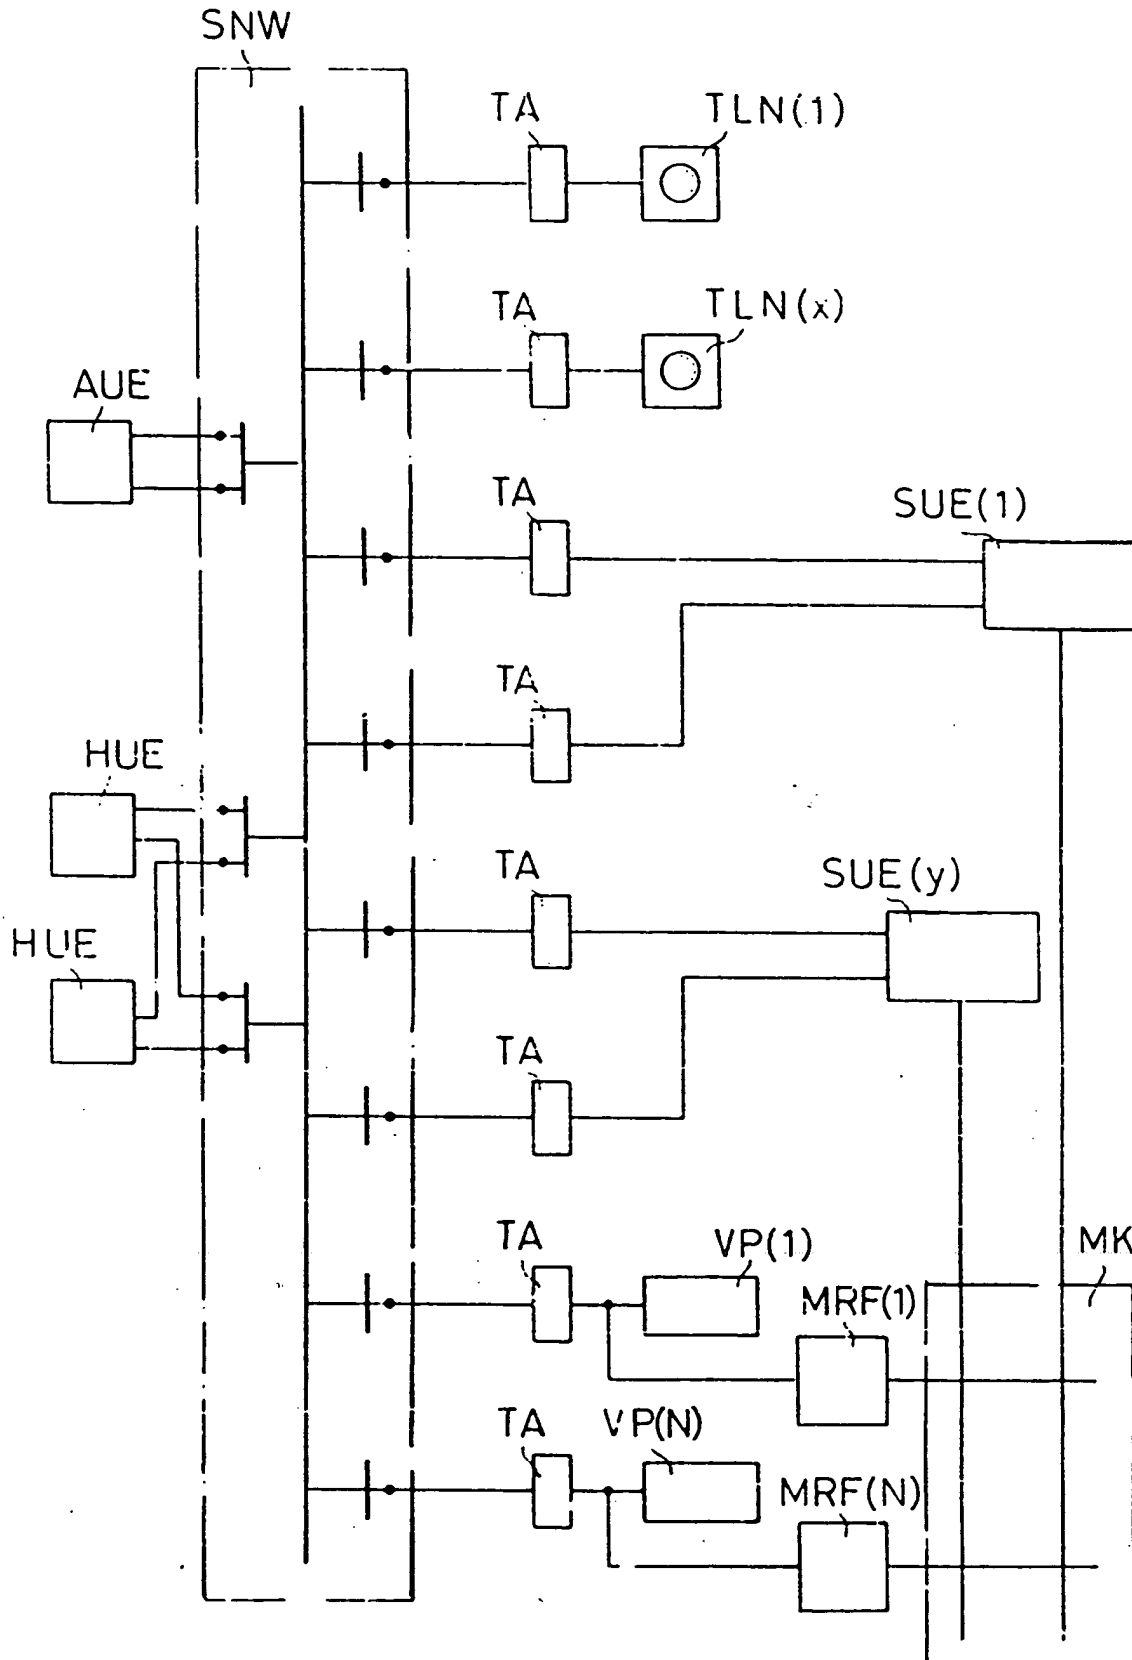 SNW
TA
TLN(1)
TA
TLN(x)
AUE
TA
SUE(1)
TA
HUE
TA
SUE(y)
HUE
TA
TA
VP(1)
MK
MRF(1)
TA
VP(N)
MRF(N)